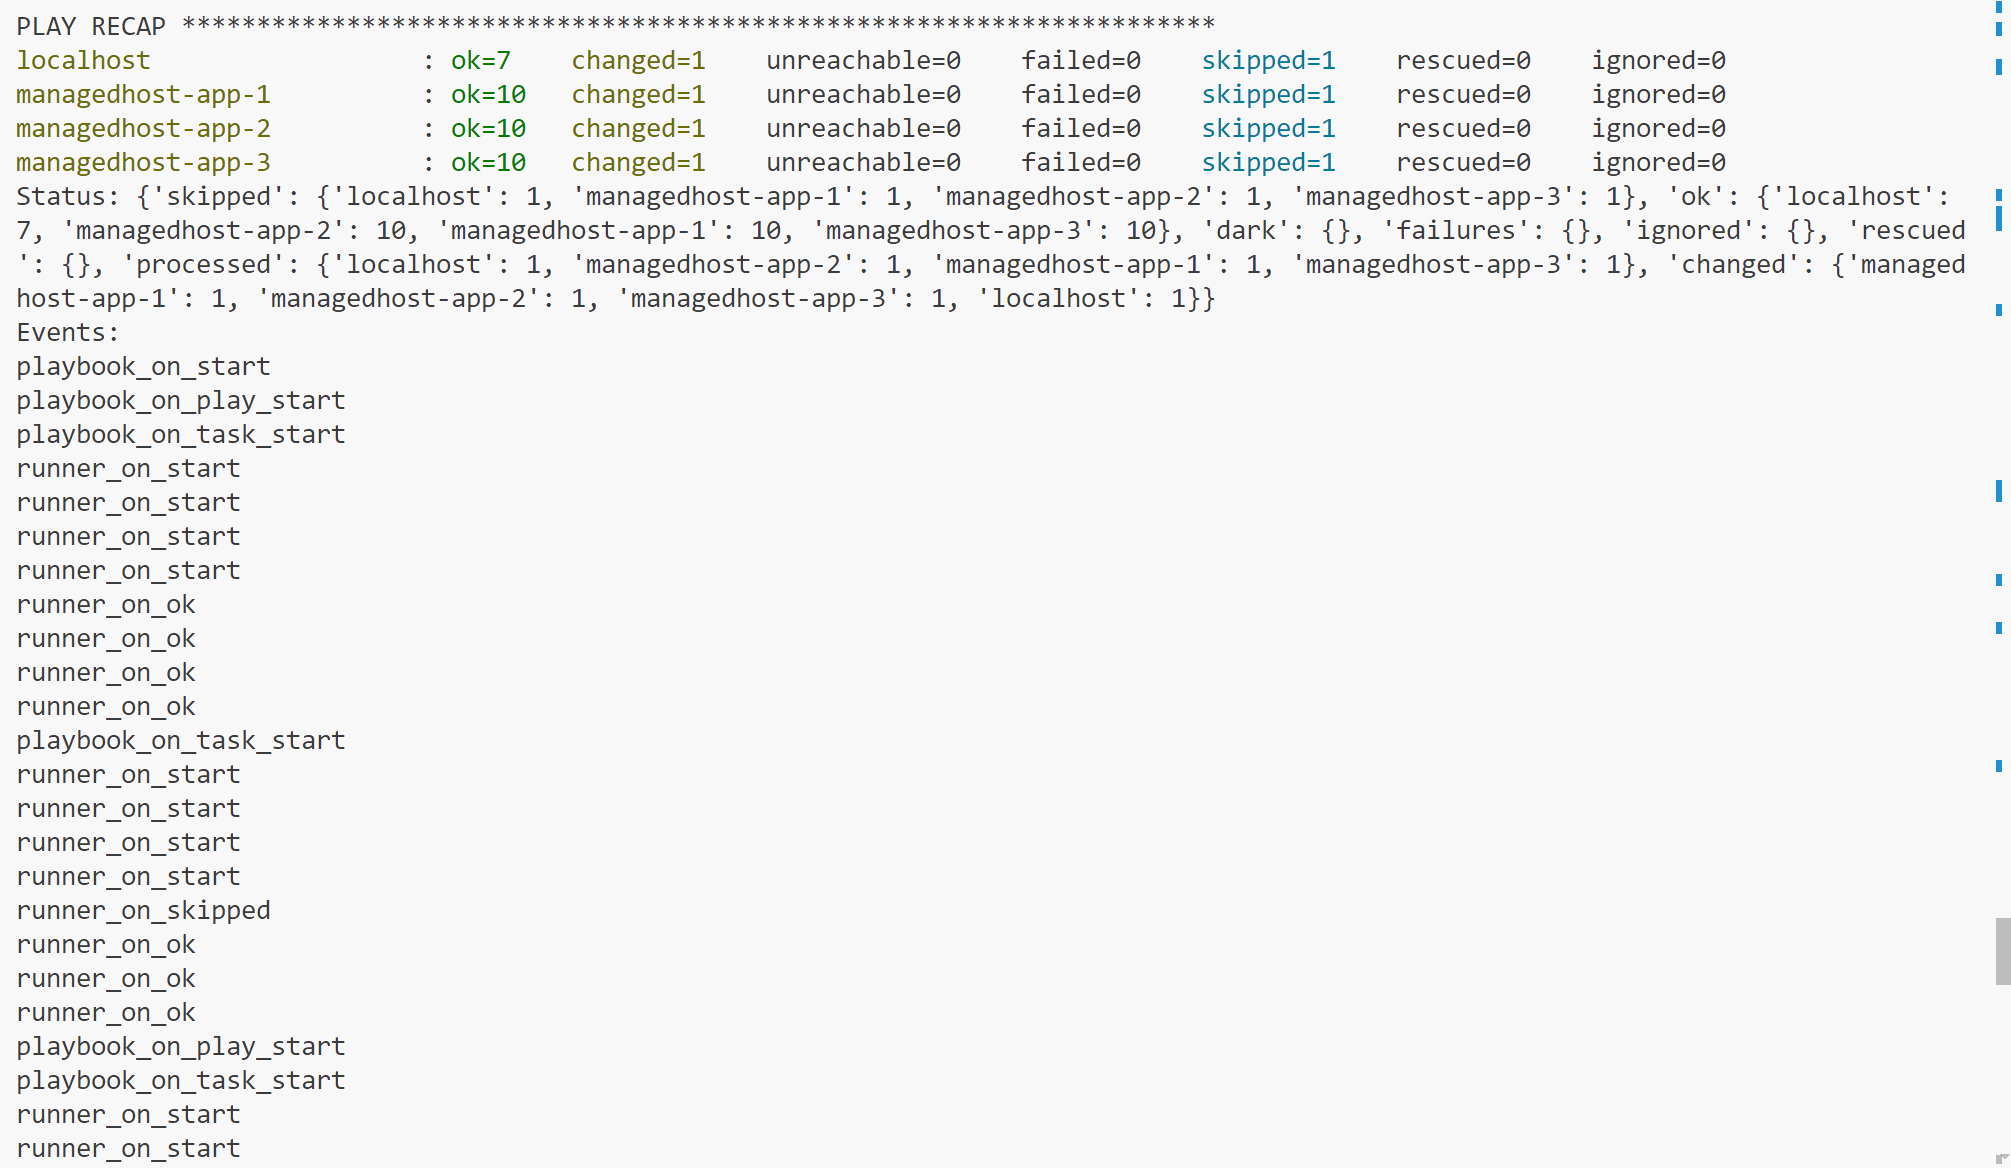 PLAY RECAP *********************************************************************
localhost                  : ok=7    changed=1    unreachable=0    failed=0    skipped=1    rescued=0    ignored=0
managedhost-app-1          : ok=10   changed=1    unreachable=0    failed=0    skipped=1    rescued=0    ignored=0
managedhost-app-2          : ok=10   changed=1    unreachable=0    failed=0    skipped=1    rescued=0    ignored=0
managedhost-app-3          : ok=10   changed=1    unreachable=0    failed=0    skipped=1    rescued=0    ignored=0
Status: {'skipped': {'localhost': 1, 'managedhost-app-1': 1, 'managedhost-app-2': 1, 'managedhost-app-3': 1}, 'ok': {'localhost':
7, 'managedhost-app-2': 10, 'managedhost-app-1': 10, 'managedhost-app-3': 10}, 'dark': {}, 'failures': {}, 'ignored': {}, 'rescued
': {}, 'processed': {'localhost': 1, 'managedhost-app-2': 1, 'managedhost-app-1': 1, 'managedhost-app-3': 1}, 'changed': {'managed
host-app-1': 1, 'managedhost-app-2': 1, 'managedhost-app-3': 1, 'localhost': 1}}
Events:
playbook_on_start
playbook_on_play_start
playbook_on_task_start
runner_on_start
runner_on_start
runner_on_start
runner_on_start
runner_on_ok
runner_on_ok
runner_on_ok
runner_on_ok
playbook_on_task_start
runner_on_start
runner_on_start
runner_on_start
runner_on_start
runner_on_skipped
runner_on_ok
runner_on_ok
runner_on_ok
playbook_on_play_start
playbook_on_task_start
runner_on_start
runner_on_start